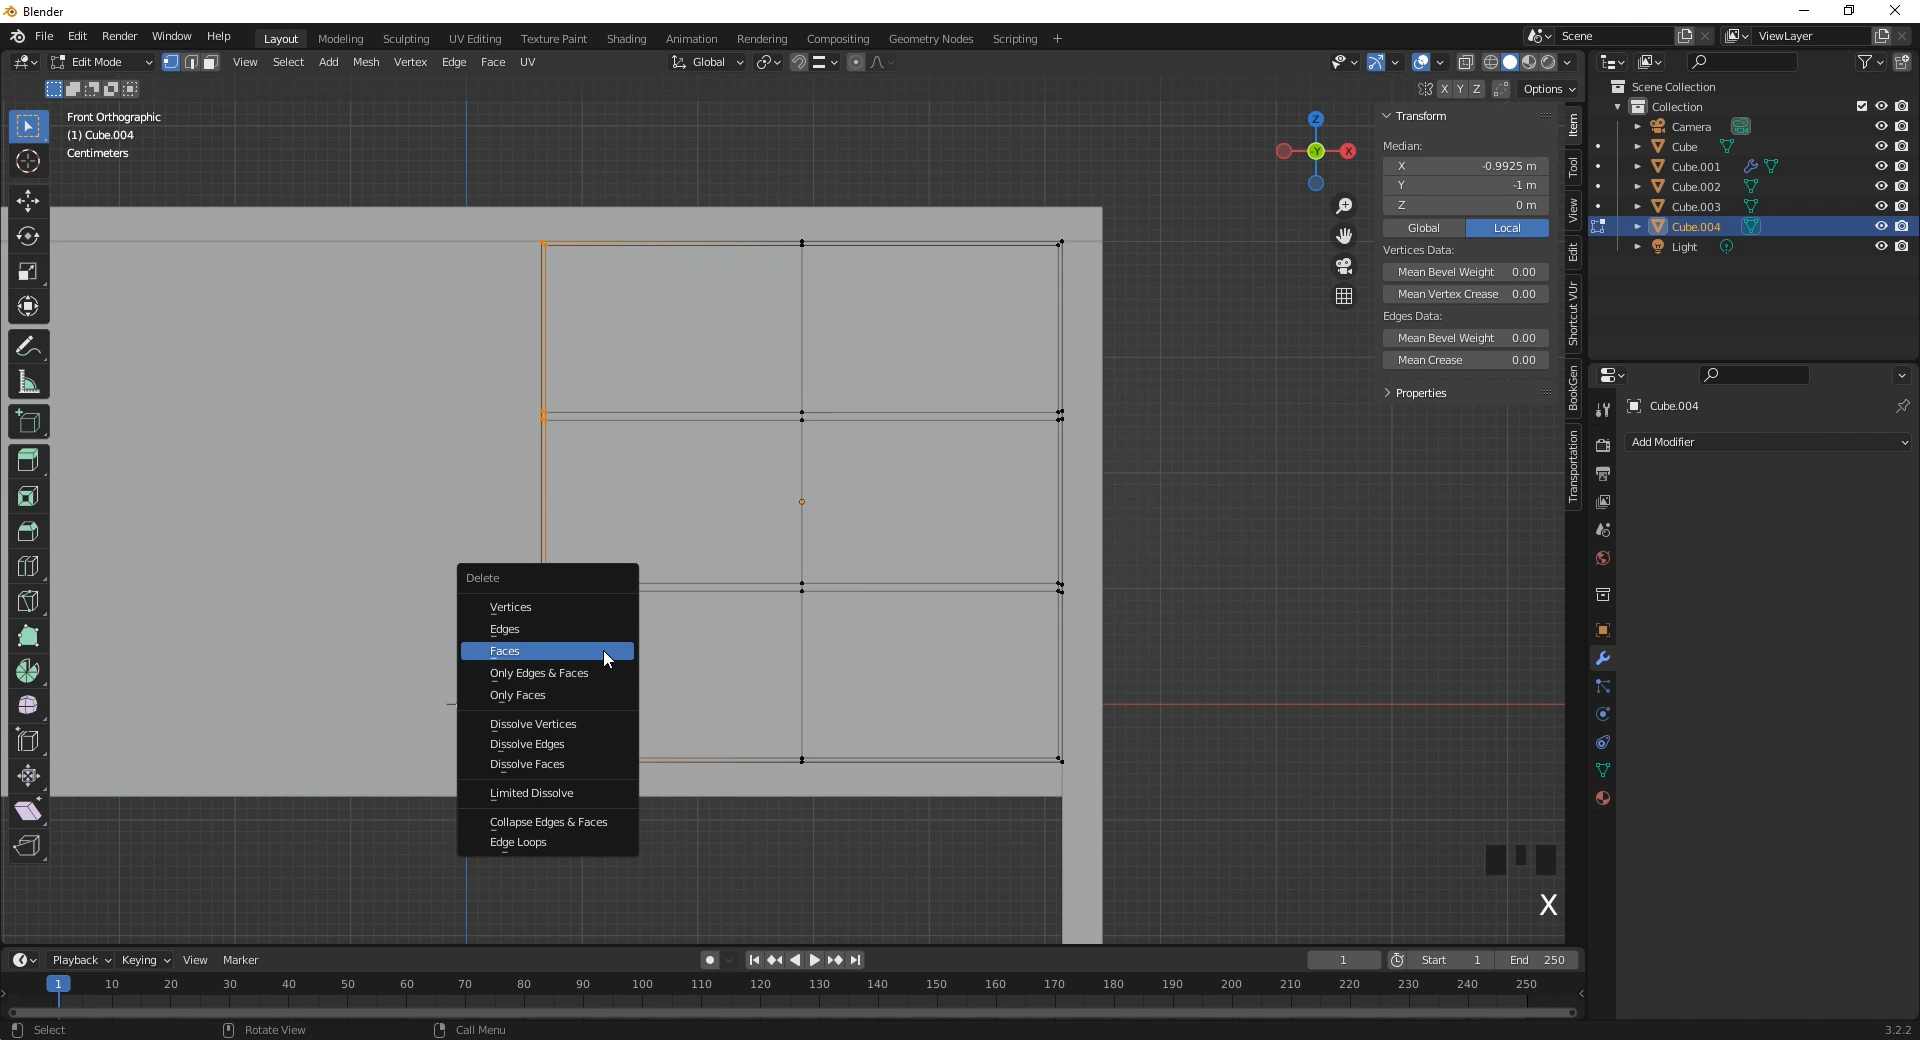 Blender
File Edit Render Window Help
Layout Modeling Sculpting UV Editing Texture Paint Shading Animation Rendering Compositing Geometry Nodes Scripting +
Scene
ViewLayer
Edit Mode
View Select Add Mesh Vertex Edge Face UV
Global
X Y Z
Options
Front Orthographic
(1) Cube.004
Centimeters
Z
-Y
X
Transform
Median:
X -0.9925 m
Y -1 m
Z 0 m
Global Local
Vertices Data:
Mean Bevel Weight 0.00
Mean Vertex Crease 0.00
Edges Data:
Mean Bevel Weight 0.00
Mean Crease 0.00
Properties
Item
Tool
View
Edit
Shortcut VUr
BookGen
Transportation
Scene Collection
Collection
Camera
Cube
Cube.001
Cube.002
Cube.003
Cube.004
Light
Cube.004
Add Modifier
Delete
Vertices
Edges
Faces
Only Edges & Faces
Only Faces
Dissolve Vertices
Dissolve Edges
Dissolve Faces
Limited Dissolve
Collapse Edges & Faces
Edge Loops
X
Playback Keying View Marker
1
Start 1
End 250
1 10 20 30 40 50 60 70 80 90 100 110 120 130 140 150 160 170 180 190 200 210 220 230 240 250
Select
Rotate View
Call Menu
3.2.2